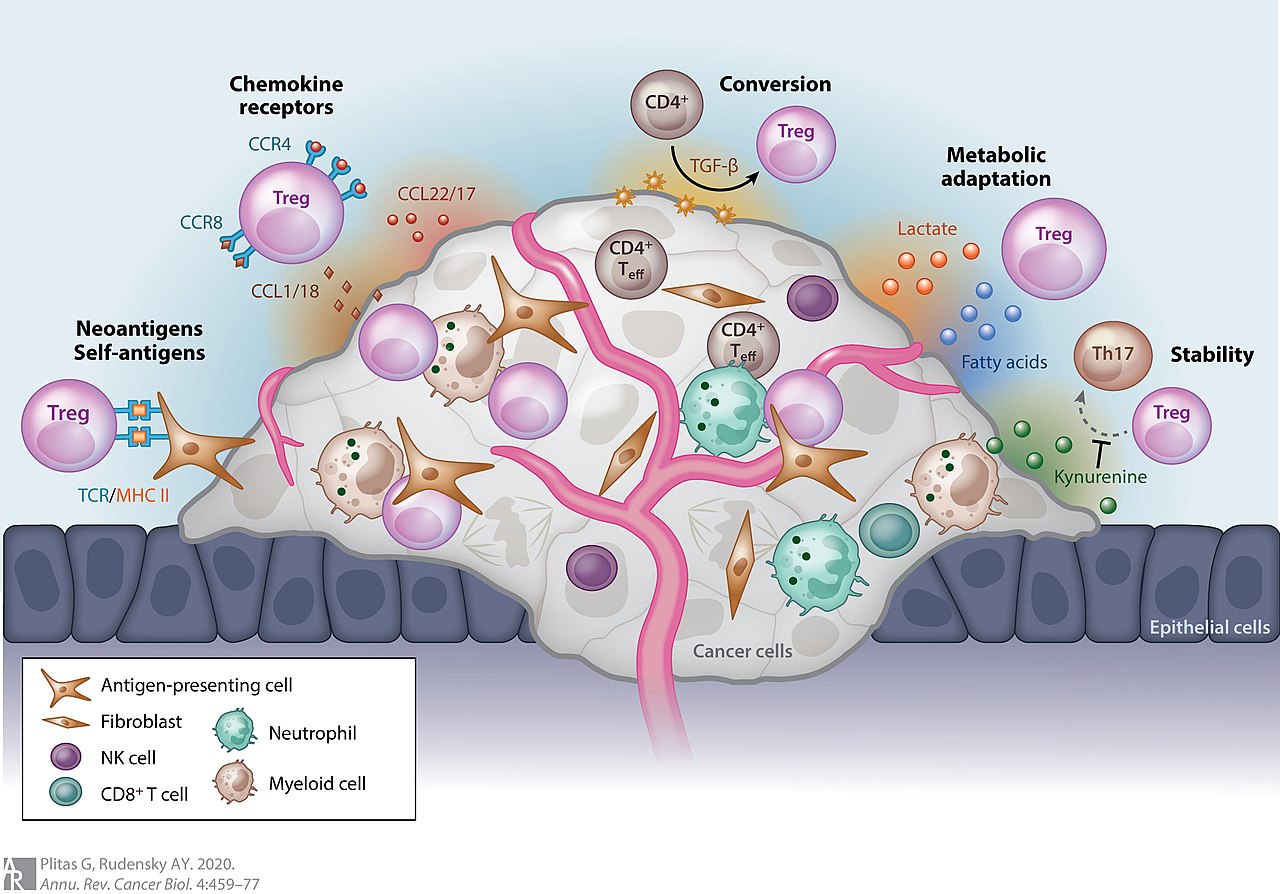 Chemokine
receptors
CCR4
Treg
CCR8
CCL22/17
CCL1/18
CD4⁺
Conversion
Treg
TGF-β
Metabolic
adaptation
Lactate
Treg
Fatty acids
Neoantigens
Self-antigens
Treg
TCR/MHC II
CD4⁺
Teff
CD4⁺
Teff
Th17
Stability
Treg
Kynurenine
Epithelial cells
Cancer cells
Antigen-presenting cell
Fibroblast
NK cell
CD8⁺ T cell
Neutrophil
Myeloid cell
AR
Plitas G, Rudensky AY. 2020.
Annu. Rev. Cancer Biol. 4:459–77